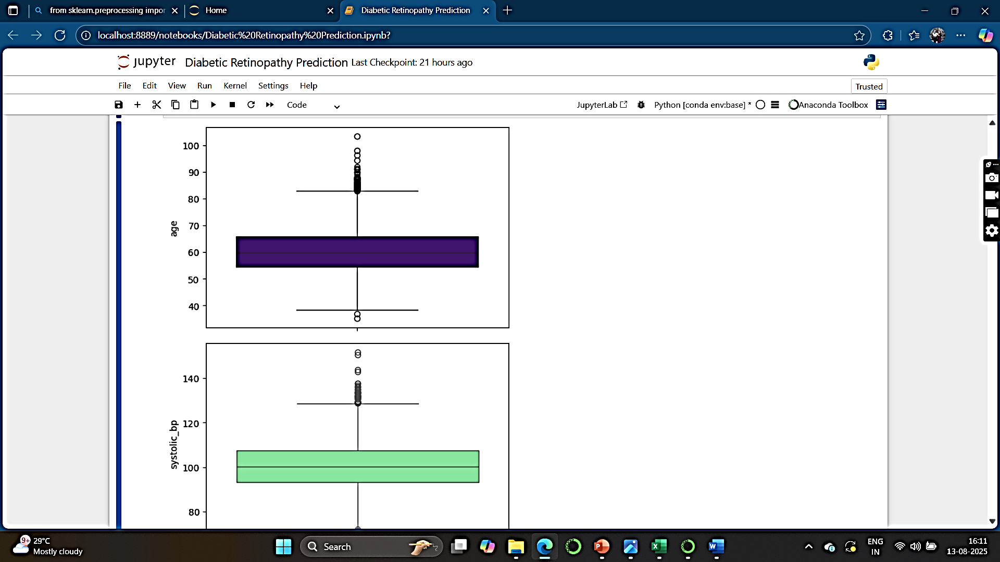 from sklearn.preprocessing impor
Home
Diabetic Retinopathy Prediction
localhost:8889/notebooks/Diabetic%20Retinopathy%20Prediction.ipynb?
jupyter Diabetic Retinopathy Prediction Last Checkpoint: 21 hours ago
File Edit View Run Kernel Settings Help
Trusted
Code
JupyterLab
Python [conda env:base] *
Anaconda Toolbox
100
90
80
70
60
50
40
age
140
120
100
80
systolic_bp
9+
29°C
Mostly cloudy
Search
ENG
IN
16:11
13-08-2025